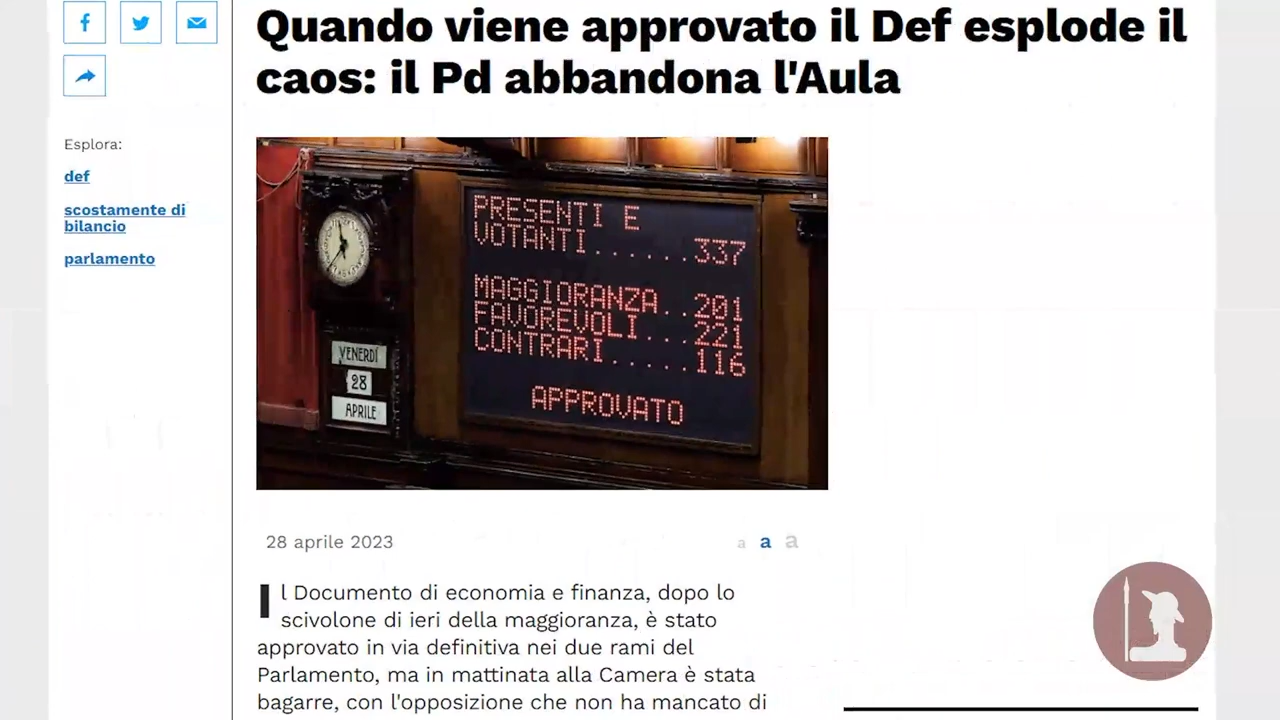 Quando viene approvato il Def esplode il
caos: il Pd abbandona l'Aula
Esplora:
def
scostamente di
bilancio
parlamento
PRESENTI E
VOTANTI......337
MAGGIORANZA..201
FAVOREVOLI...221
CONTRARI.....116
APPROVATO
VENERDÌ
28
APRILE
28 aprile 2023
a a a
Il Documento di economia e finanza, dopo lo
scivolone di ieri della maggioranza, è stato
approvato in via definitiva nei due rami del
Parlamento, ma in mattinata alla Camera è stata
bagarre, con l'opposizione che non ha mancato di